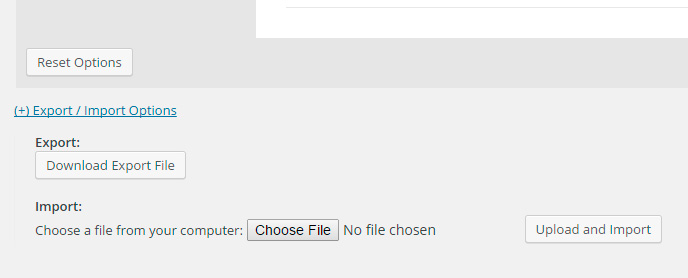 Reset Options
(+) Export / Import Options
Export:
Download Export File
Import:
Choose a file from your computer: Choose File No file chosen Upload and Import